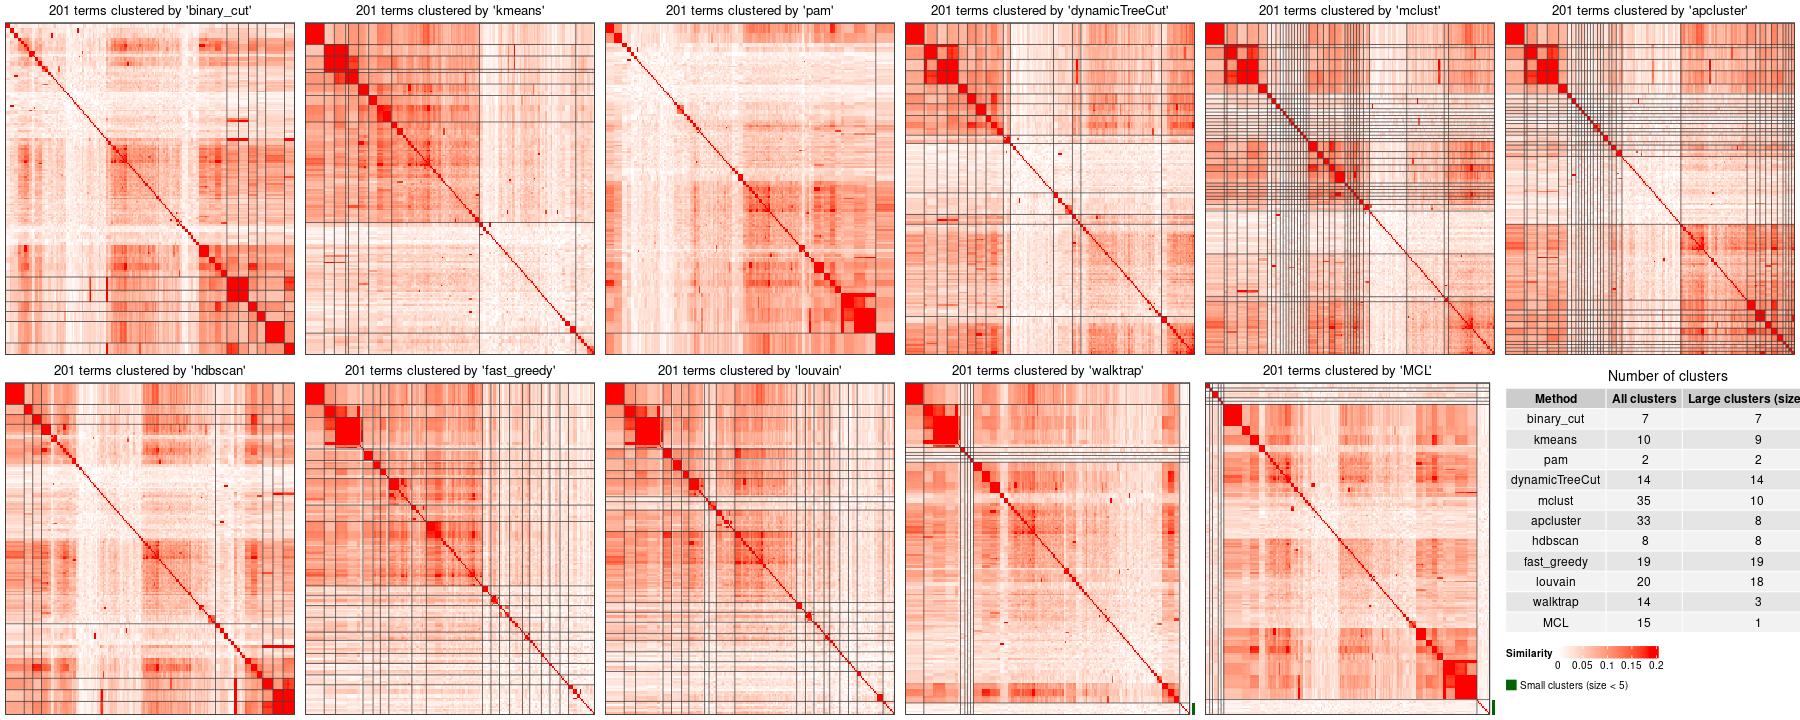 201 terms clustered by 'binary_cut'
201 terms clustered by 'kmeans'
201 terms clustered by 'pam'
201 terms clustered by 'dynamicTreeCut'
201 terms clustered by 'mclust'
201 terms clustered by 'apcluster'
201 terms clustered by 'hdbscan'
201 terms clustered by 'fast_greedy'
201 terms clustered by 'louvain'
201 terms clustered by 'walktrap'
201 terms clustered by 'MCL'
Number of clusters
Method All clusters Large clusters (size
binary_cut 7 7
kmeans 10 9
pam 2 2
dynamicTreeCut 14 14
mclust 35 10
apcluster 33 8
hdbscan 8 8
fast_greedy 19 19
louvain 20 18
walktrap 14 3
MCL 15 1
Similarity
0 0.05 0.1 0.15 0.2
Small clusters (size < 5)